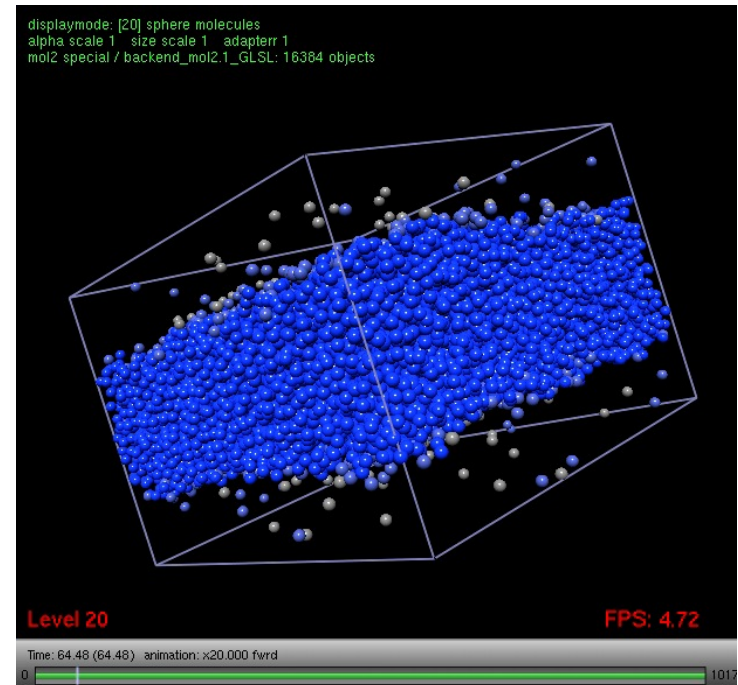 displaymode: [20] sphere molecules
alpha scale 1 size scale 1 adapterr 1
mol2 special / backend_mol2.1_GLSL: 16384 objects
Level 20 FPS: 4.72
Time: 64.48 (64.48) animation: x20.000 fwrd
0 1017